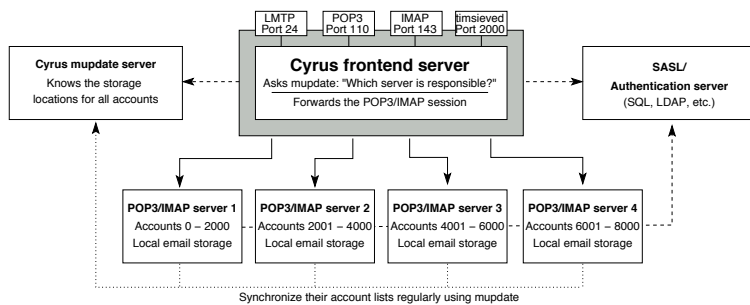 LMTP
Port 24
POP3
Port 110
IMAP
Port 143
timsieved
Port 2000
Cyrus mupdate server
Knows the storage
locations for all accounts
Cyrus frontend server
Asks mupdate: "Which server is responsible?"
Forwards the POP3/IMAP session
SASL/
Authentication server
(SQL, LDAP, etc.)
POP3/IMAP server 1
Accounts 0 – 2000
Local email storage
POP3/IMAP server 2
Accounts 2001 – 4000
Local email storage
POP3/IMAP server 3
Accounts 4001 – 6000
Local email storage
POP3/IMAP server 4
Accounts 6001 – 8000
Local email storage
Synchronize their account lists regularly using mupdate